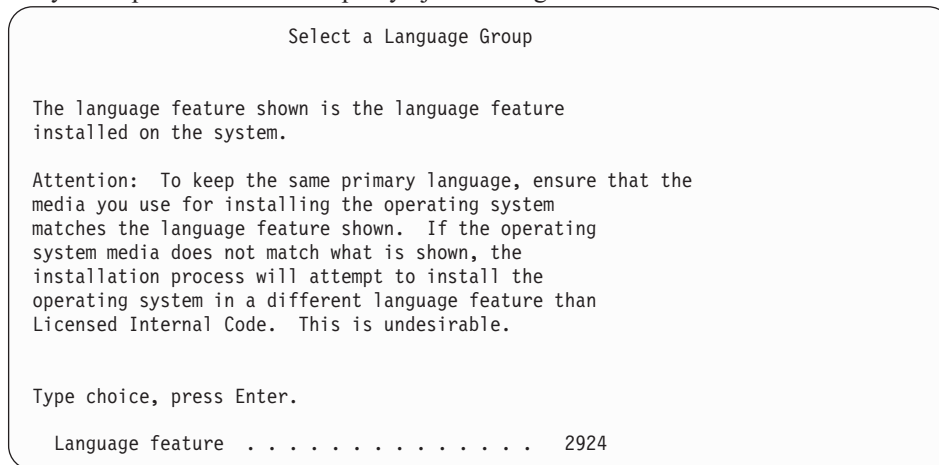 Select a Language Group
The language feature shown is the language feature
installed on the system.
Attention: To keep the same primary language, ensure that the
media you use for installing the operating system
matches the language feature shown. If the operating
system media does not match what is shown, the
installation process will attempt to install the
operating system in a different language feature than
Licensed Internal Code. This is undesirable.
Type choice, press Enter.
Language feature . . . . . . . . . . . . . . 2924